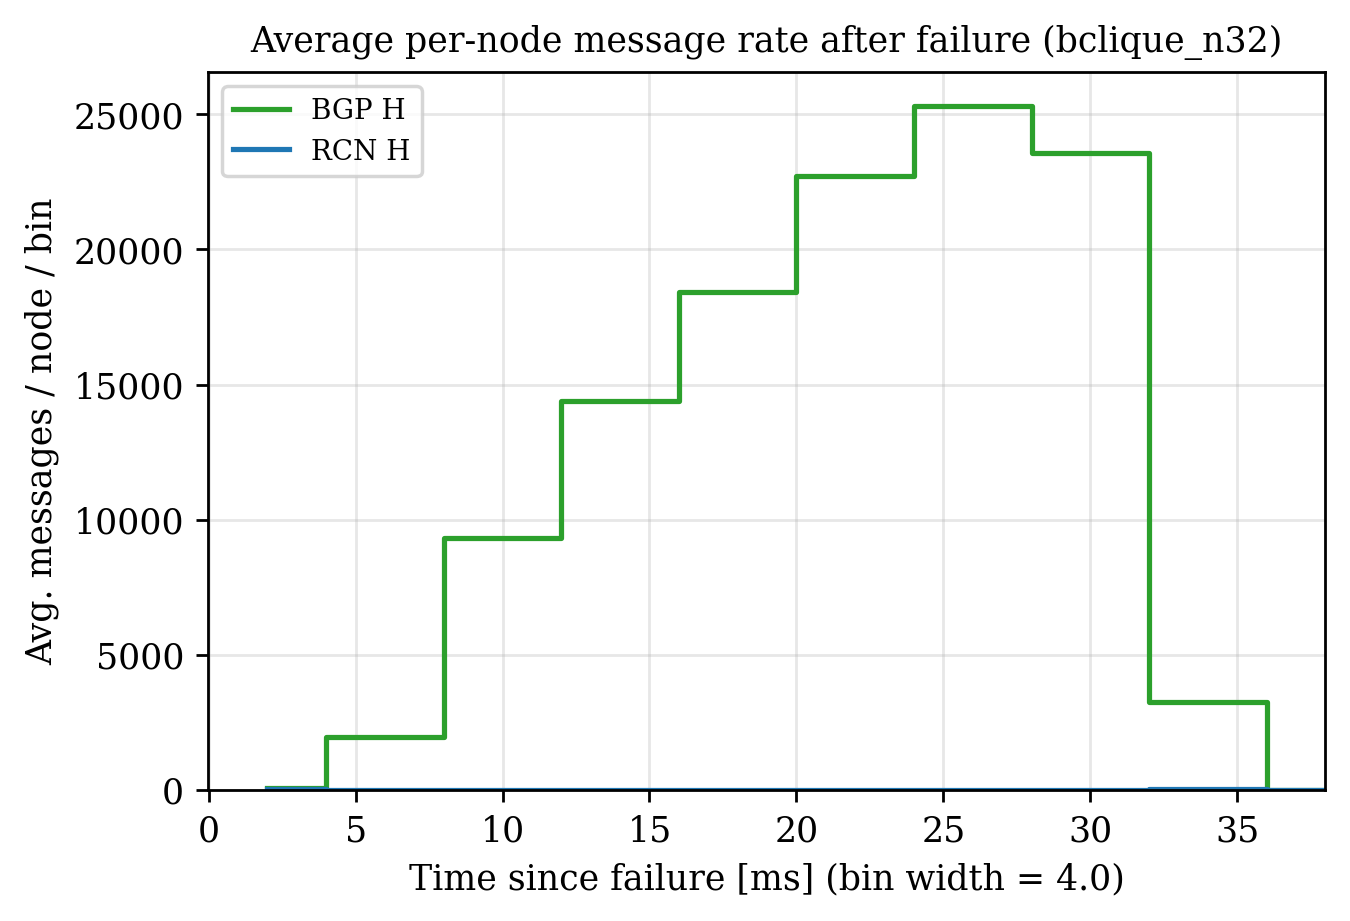 Average per-node message rate after failure (bclique_n32)
BGP H
RCN H
Avg. messages / node / bin
25000
20000
15000
10000
5000
0
0 5 10 15 20 25 30 35
Time since failure [ms] (bin width = 4.0)